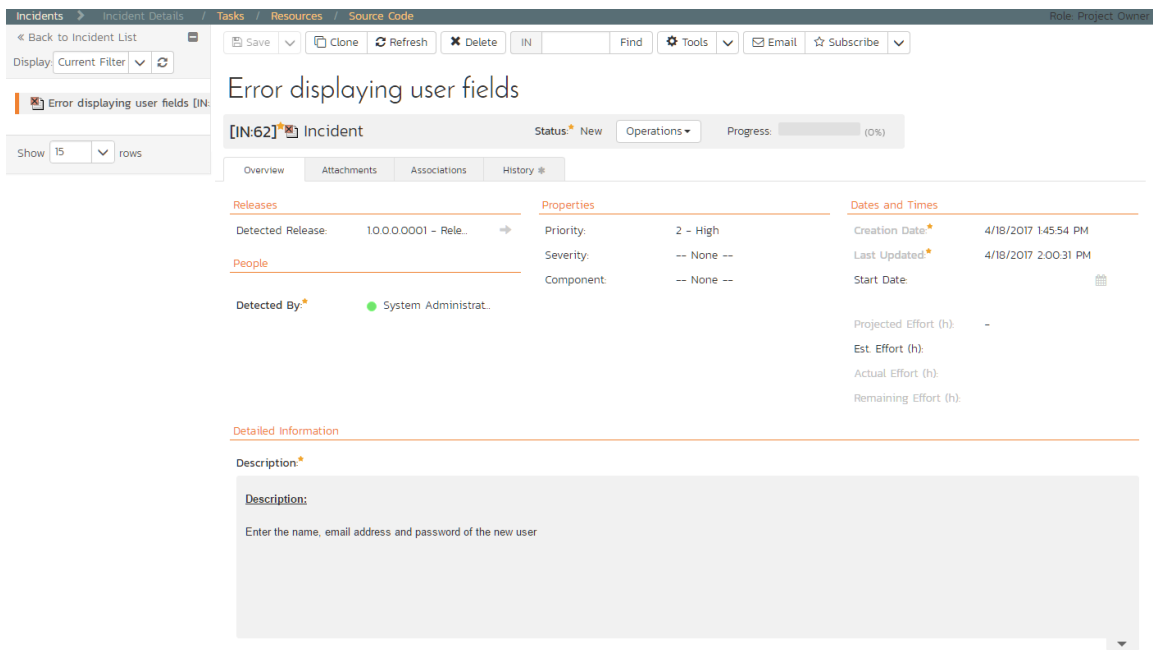 Incidents > Incident Details / Tasks / Resources / Source Code Role: Project Owner
« Back to Incident List
Display: Current Filter
Error displaying user fields [IN:
Show 15 rows
Save Clone Refresh Delete IN Find Tools Email Subscribe
Error displaying user fields
[IN:62]* Incident Status:* New Operations Progress: (0%)
Overview Attachments Associations History
Releases
Detected Release: 1.0.0.0.0001 - Rele...
People
Detected By:* System Administrat...
Properties
Priority: 2 - High
Severity: -- None --
Component: -- None --
Dates and Times
Creation Date:* 4/18/2017 1:45:54 PM
Last Updated:* 4/18/2017 2:00:31 PM
Start Date:
Projected Effort (h): -
Est. Effort (h):
Actual Effort (h):
Remaining Effort (h):
Detailed Information
Description:*
Description:
Enter the name, email address and password of the new user